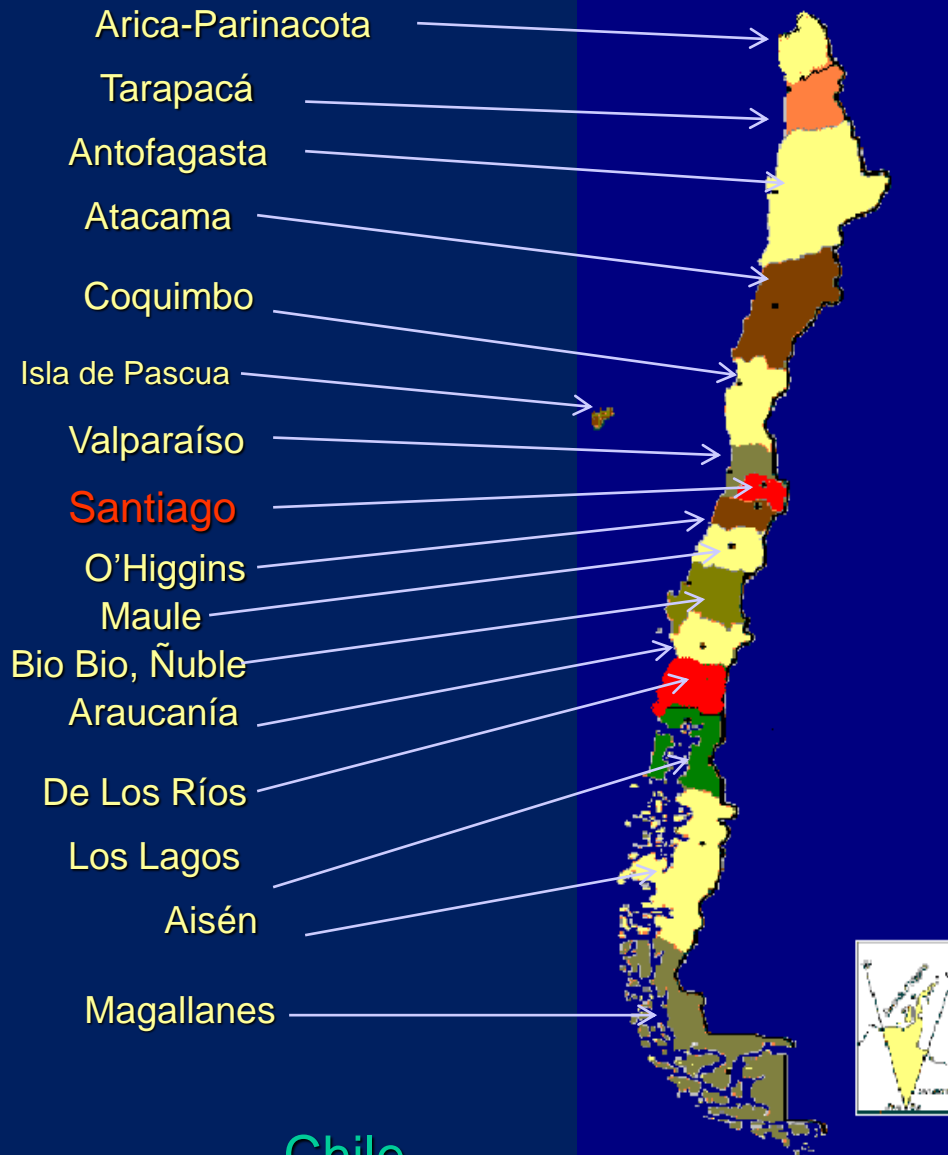 Arica-Parinacota
Tarapacá
Antofagasta
Atacama
Coquimbo
Isla de Pascua
Valparaíso
Santiago
O’Higgins
Maule
Bio Bio, Ñuble
Araucanía
De Los Ríos
Los Lagos
Aisén
Magallanes
Chile